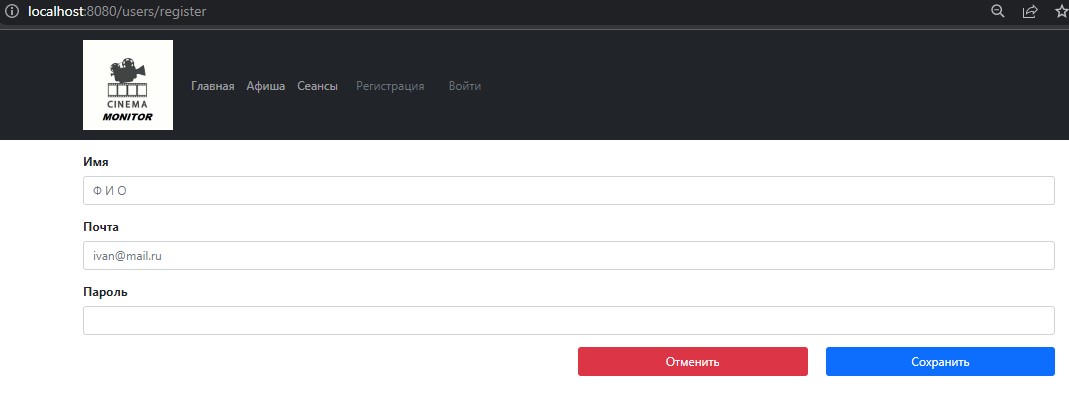 localhost:8080/users/register
CINEMA
MONITOR
Главная Афиша Сеансы Регистрация Войти
Имя
Ф И О
Почта
ivan@mail.ru
Пароль
Отменить Сохранить